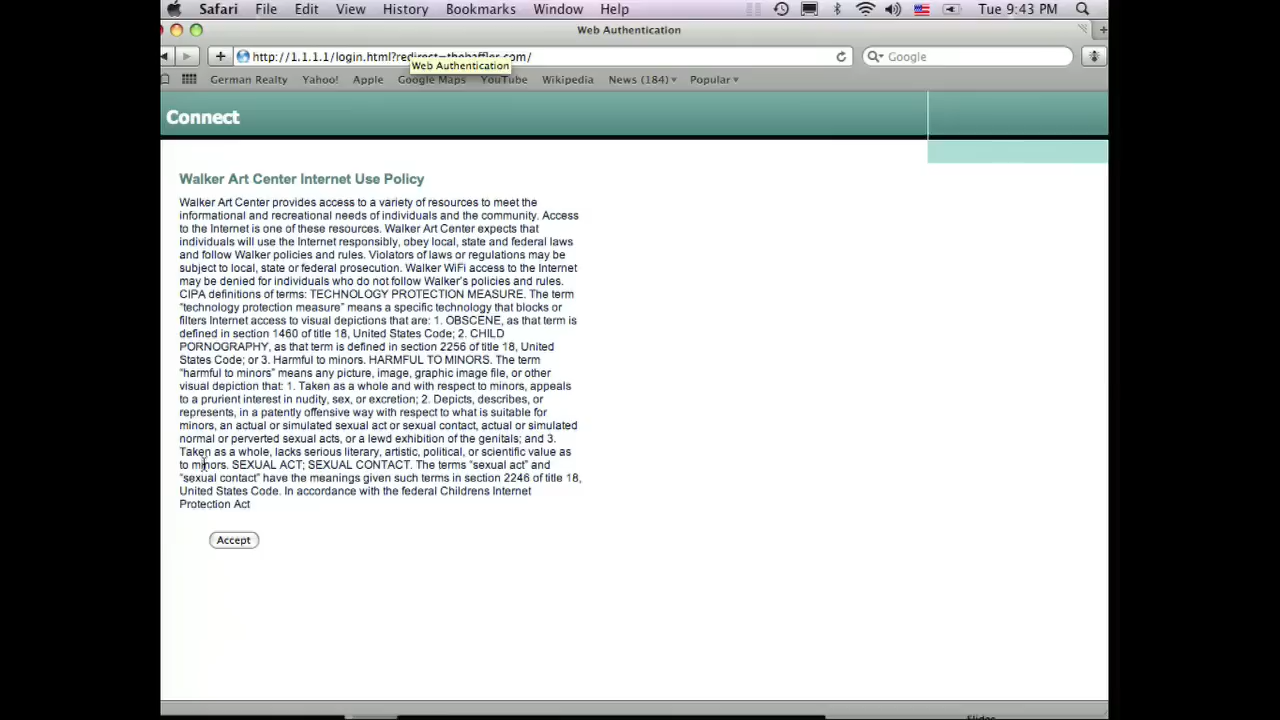 Safari File Edit View History Bookmarks Window Help Tue 9:43 PM
Web Authentication
http://1.1.1.1/login.html?redirect=thebaffler.com/ Google
Web Authentication
German Realty Yahoo! Apple Google Maps YouTube Wikipedia News (184) Popular
Connect
Walker Art Center Internet Use Policy
Walker Art Center provides access to a variety of resources to meet the
informational and recreational needs of individuals and the community. Access
to the Internet is one of these resources. Walker Art Center expects that
individuals will use the Internet responsibly, obey local, state and federal laws
and follow Walker policies and rules. Violators of laws or regulations may be
subject to local, state or federal prosecution. Walker WiFi access to the Internet
may be denied for individuals who do not follow Walker's policies and rules.
CIPA definitions of terms: TECHNOLOGY PROTECTION MEASURE. The term
“technology protection measure” means a specific technology that blocks or
filters Internet access to visual depictions that are: 1. OBSCENE, as that term is
defined in section 1460 of title 18, United States Code; 2. CHILD
PORNOGRAPHY, as that term is defined in section 2256 of title 18, United
States Code; or 3. Harmful to minors. HARMFUL TO MINORS. The term
“harmful to minors” means any picture, image, graphic image file, or other
visual depiction that: 1. Taken as a whole and with respect to minors, appeals
to a prurient interest in nudity, sex, or excretion; 2. Depicts, describes, or
represents, in a patently offensive way with respect to what is suitable for
minors, an actual or simulated sexual act or sexual contact, actual or simulated
normal or perverted sexual acts, or a lewd exhibition of the genitals; and 3.
Taken as a whole, lacks serious literary, artistic, political, or scientific value as
to minors. SEXUAL ACT; SEXUAL CONTACT. The terms “sexual act” and
“sexual contact” have the meanings given such terms in section 2246 of title 18,
United States Code. In accordance with the federal Childrens Internet
Protection Act
Accept